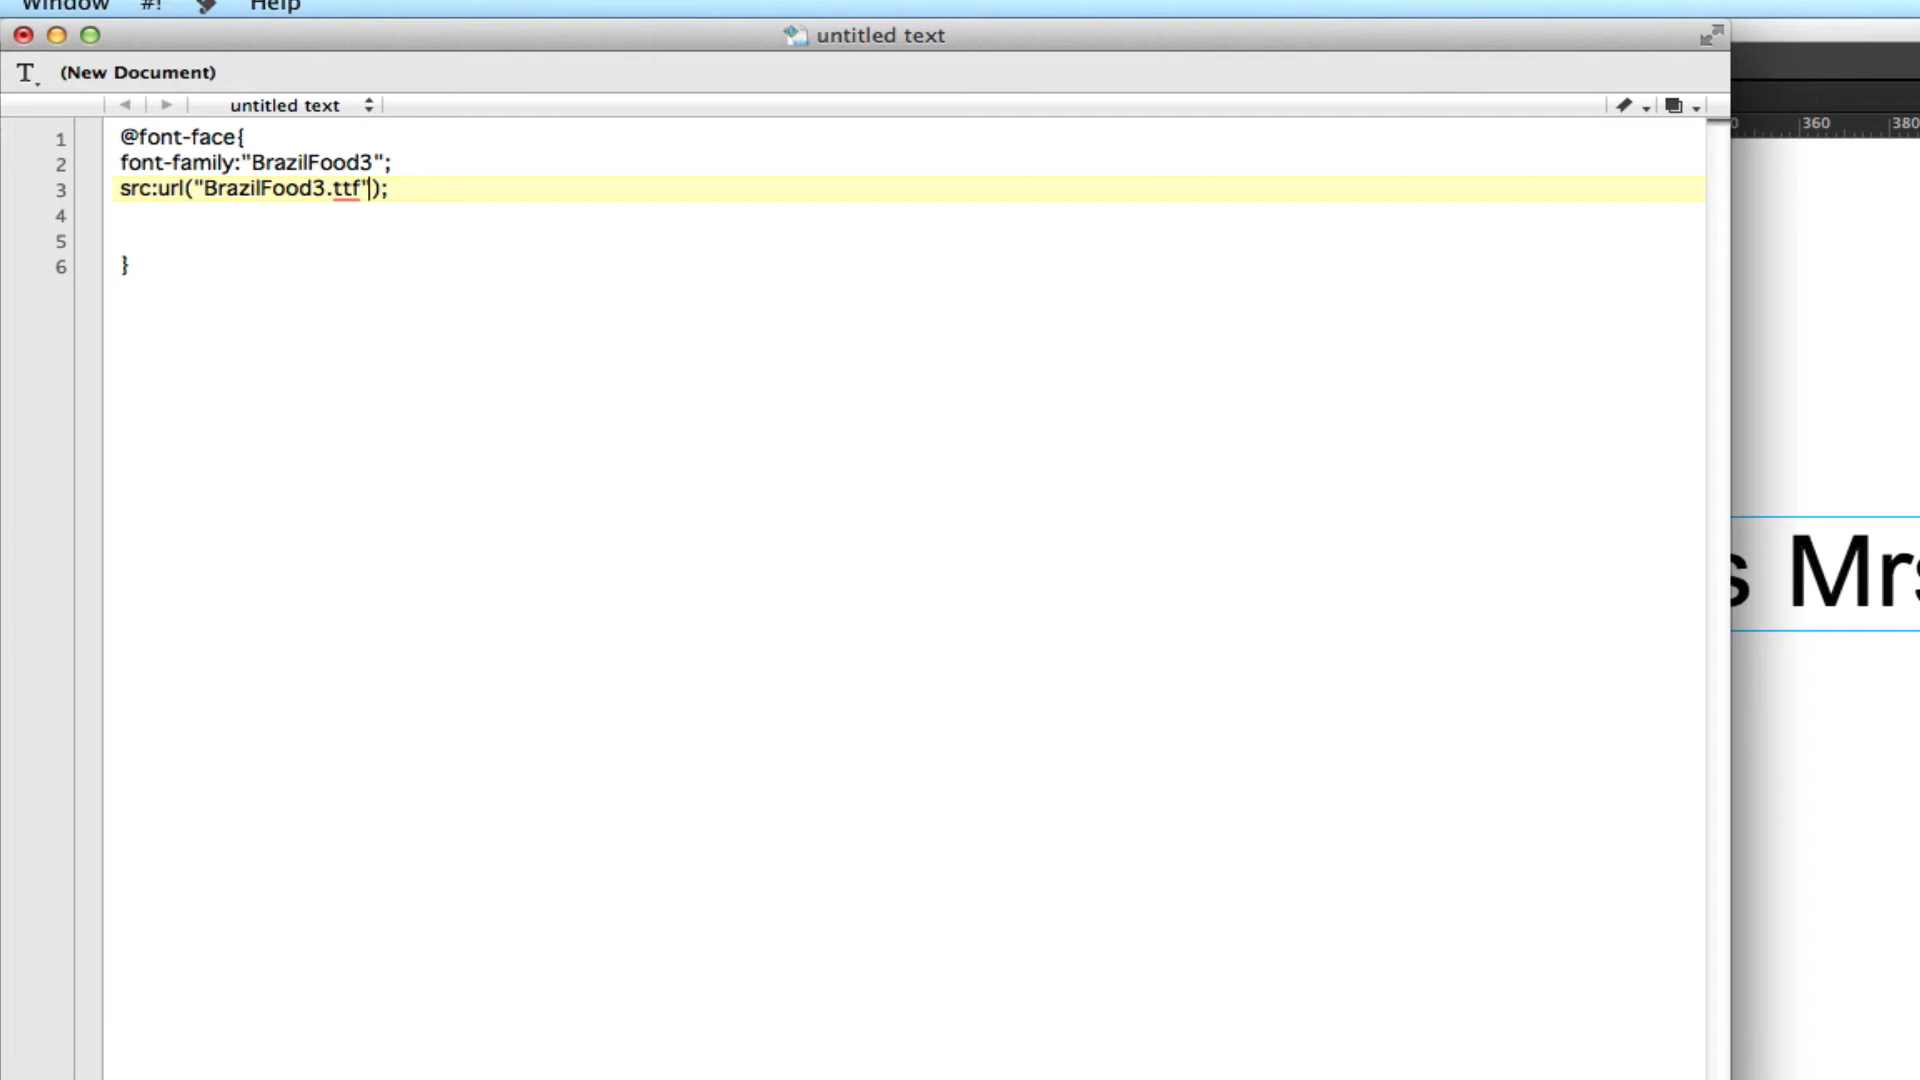 Window #! Help
untitled text
T (New Document)
untitled text
360 380
1 @font-face{
2 font-family:"BrazilFood3";
3 src:url("BrazilFood3.ttf");
4
5
6 }
s Mrs